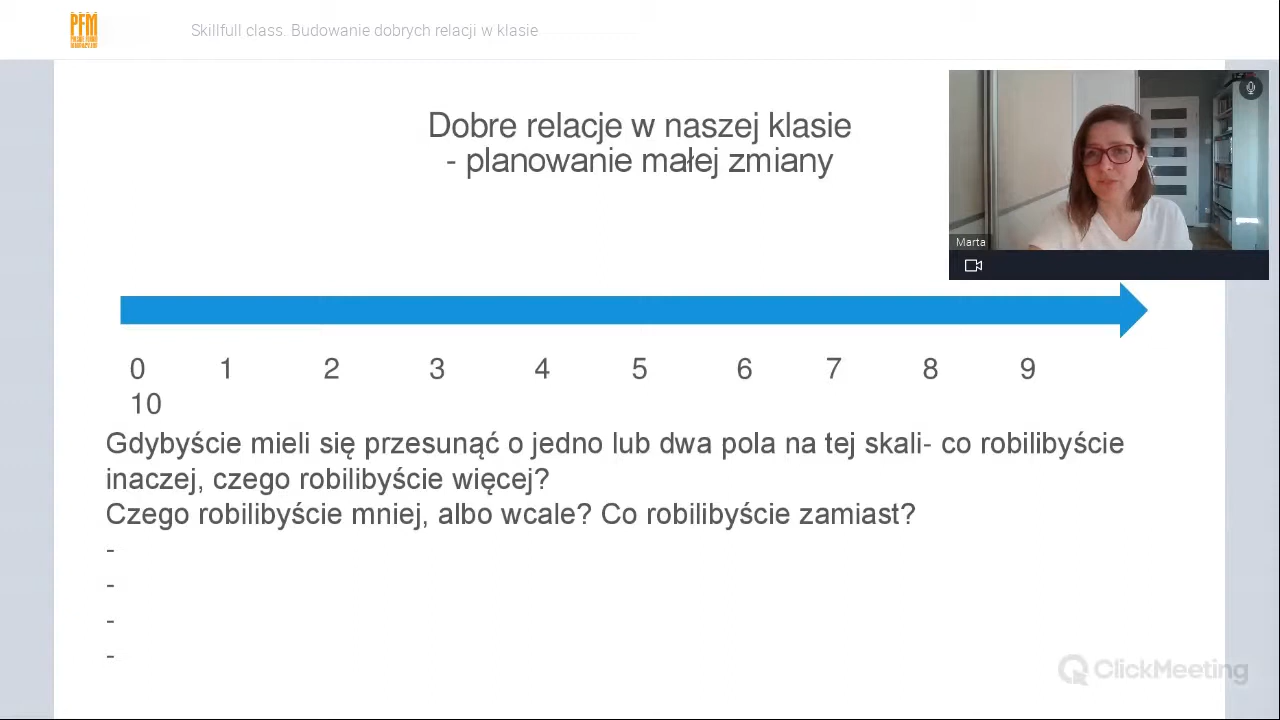 PFM
Skillfull class. Budowanie dobrych relacji w klasie
Dobre relacje w naszej klasie
- planowanie małej zmiany
Marta
0 1 2 3 4 5 6 7 8 9
10
Gdybyście mieli się przesunąć o jedno lub dwa pola na tej skali- co robilibyście
inaczej, czego robilibyście więcej?
Czego robilibyście mniej, albo wcale? Co robilibyście zamiast?
-
-
-
-
ClickMeeting